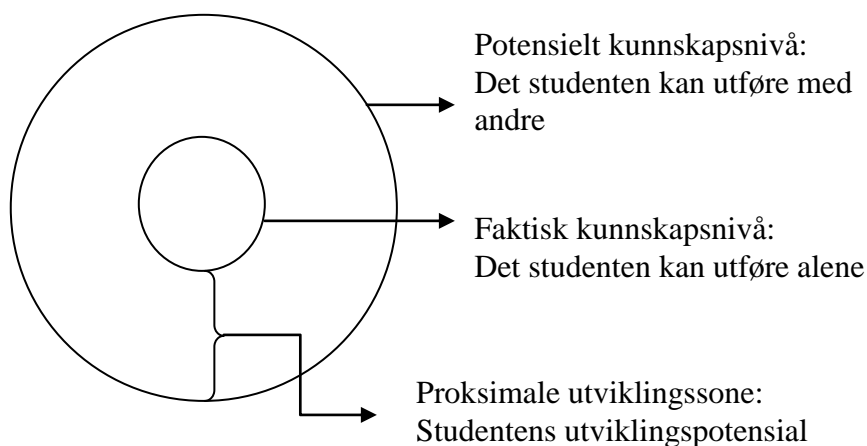 Potensielt kunnskapsnivå:
Det studenten kan utføre med
andre
Faktisk kunnskapsnivå:
Det studenten kan utføre alene
Proksimale utviklingssone:
Studentens utviklingspotensial